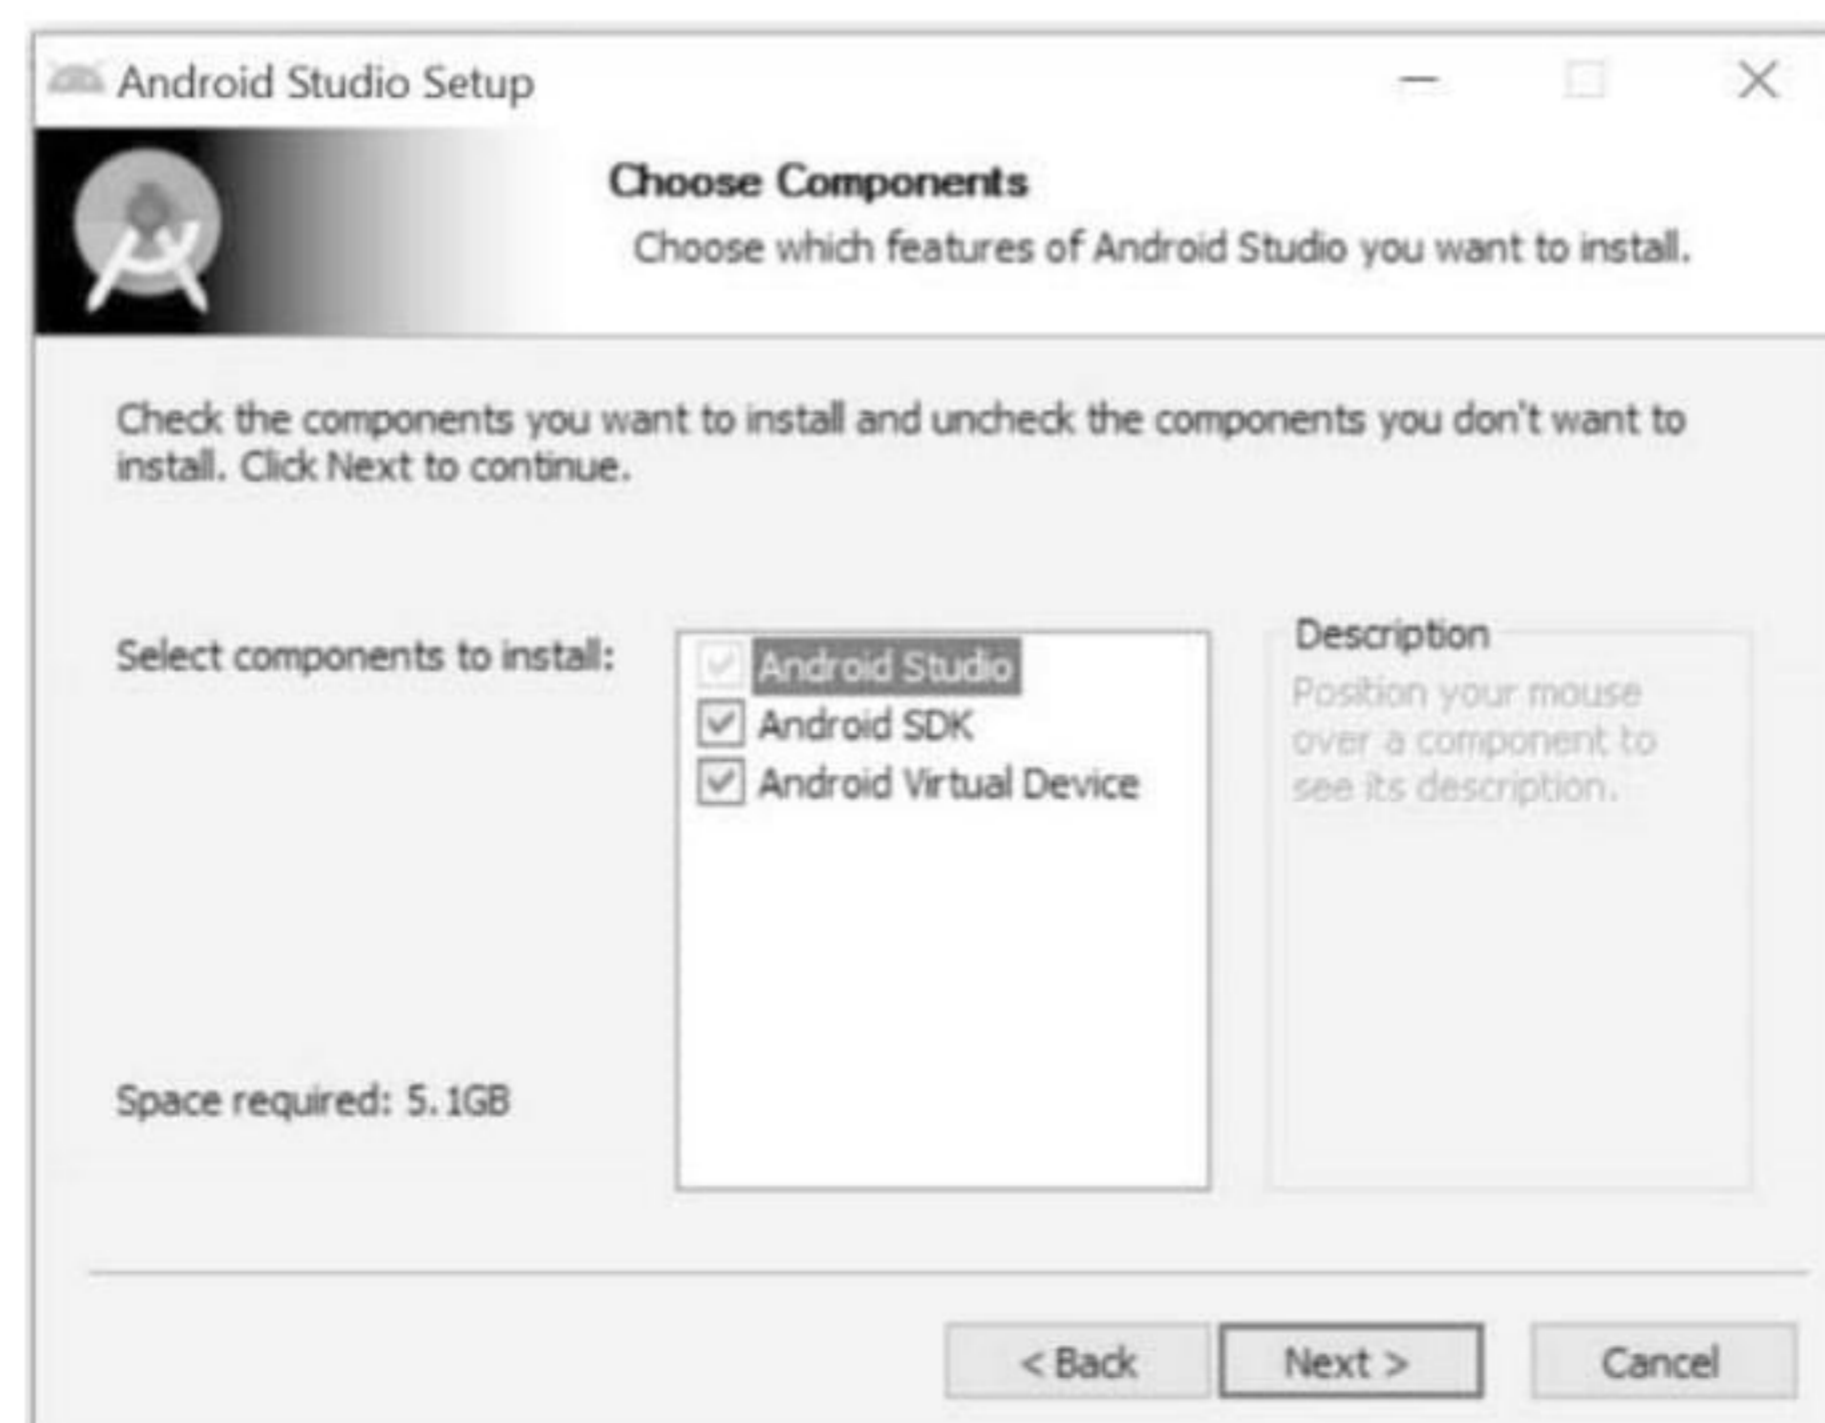 Android Studio Setup
Choose Components
Choose which features of Android Studio you want to install.
Check the components you want to install and uncheck the components you don't want to
install. Click Next to continue.
Select components to install:
Android Studio
Android SDK
Android Virtual Device
Description
Position your mouse
over a component to
see its description.
Space required: 5.1GB
< Back
Next >
Cancel